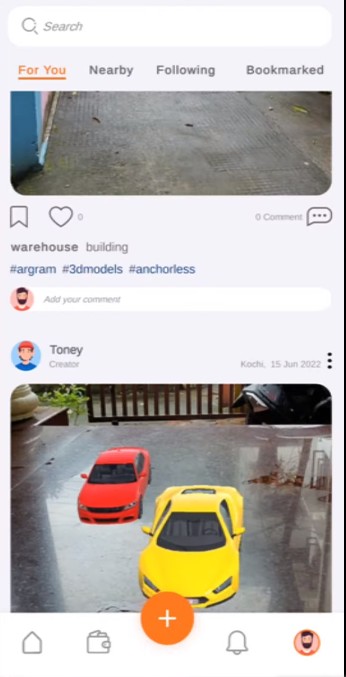 Search
For You Nearby Following Bookmarked
0 0 Comment
warehouse building
#argram #3dmodels #anchorless
Add your comment
Toney
Creator Kochi, 15 Jun 2022